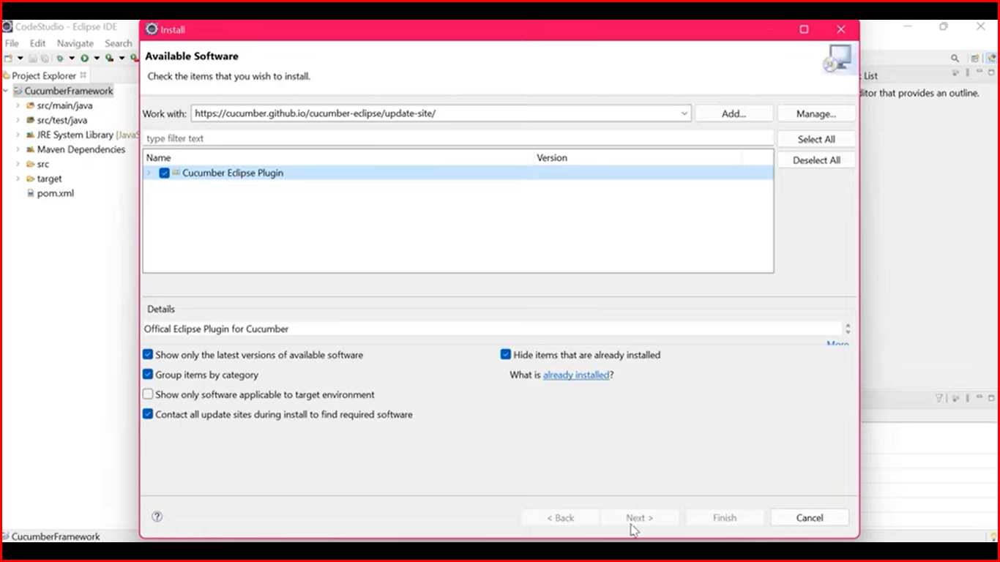 CodeStudio - Eclipse IDE
Install
File Edit Navigate Search
Available Software
Check the items that you wish to install.
Project Explorer
List
CucumberFramework
itor that provides an outline.
src/main/java
src/test/java
JRE System Library [JavaS
Maven Dependencies
src
target
pom.xml
Work with: https://cucumber.github.io/cucumber-eclipse/update-site/ Add... Manage...
type filter text Select All
Name Version Deselect All
Cucumber Eclipse Plugin
Details
Offical Eclipse Plugin for Cucumber
More
Show only the latest versions of available software Hide items that are already installed
Group items by category What is already installed?
Show only software applicable to target environment
Contact all update sites during install to find required software
< Back Next > Finish Cancel
CucumberFramework